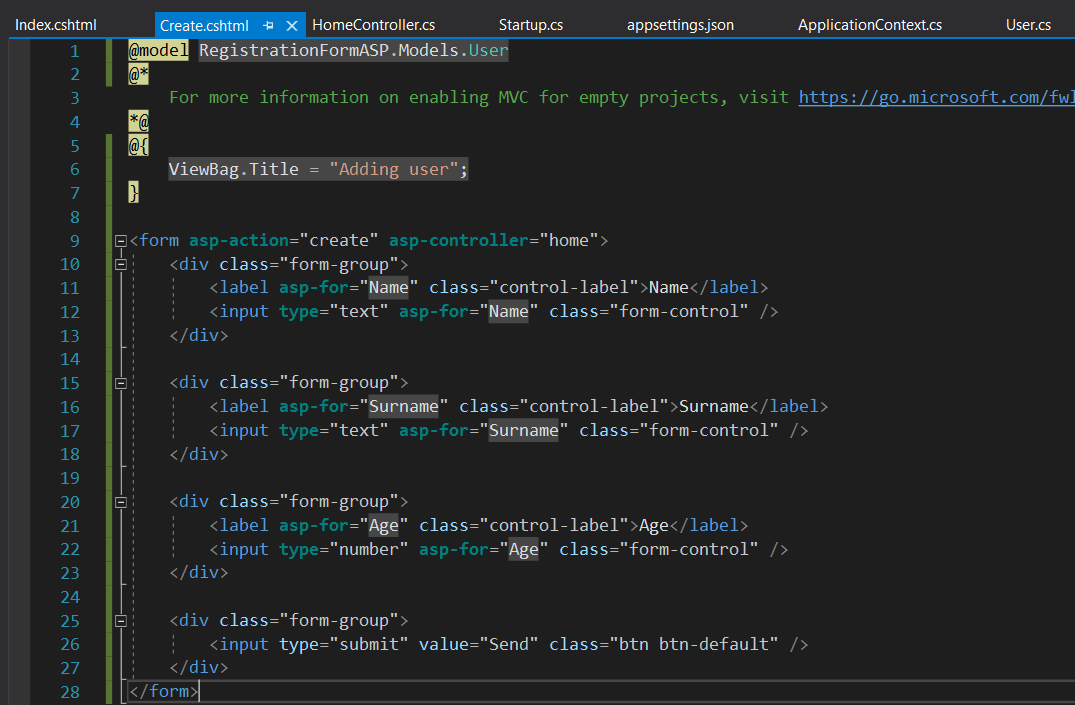 Index.cshtml Create.cshtml HomeController.cs Startup.cs appsettings.json ApplicationContext.cs User.cs
1 @model RegistrationFormASP.Models.User
2 @*
3 For more information on enabling MVC for empty projects, visit https://go.microsoft.com/fwl
4 *@
5 @{
6 ViewBag.Title = "Adding user";
7 }
8
9 <form asp-action="create" asp-controller="home">
10 <div class="form-group">
11 <label asp-for="Name" class="control-label">Name</label>
12 <input type="text" asp-for="Name" class="form-control" />
13 </div>
14
15 <div class="form-group">
16 <label asp-for="Surname" class="control-label">Surname</label>
17 <input type="text" asp-for="Surname" class="form-control" />
18 </div>
19
20 <div class="form-group">
21 <label asp-for="Age" class="control-label">Age</label>
22 <input type="number" asp-for="Age" class="form-control" />
23 </div>
24
25 <div class="form-group">
26 <input type="submit" value="Send" class="btn btn-default" />
27 </div>
28 </form>